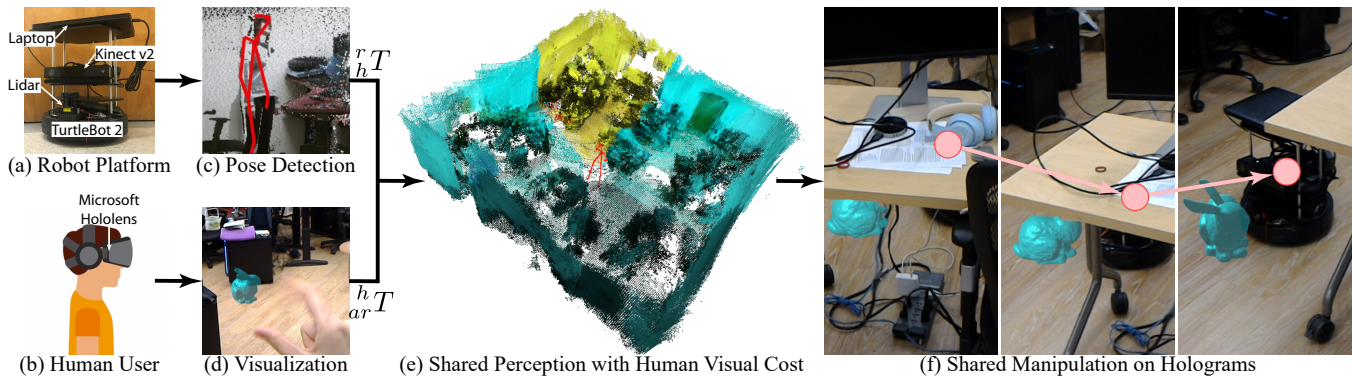 Laptop
Kinect v2
Lidar
TurtleBot 2
(a) Robot Platform
(c) Pose Detection
r
h T
Microsoft
Hololens
(b) Human User
(d) Visualization
h
ar T
(e) Shared Perception with Human Visual Cost
(f) Shared Manipulation on Holograms